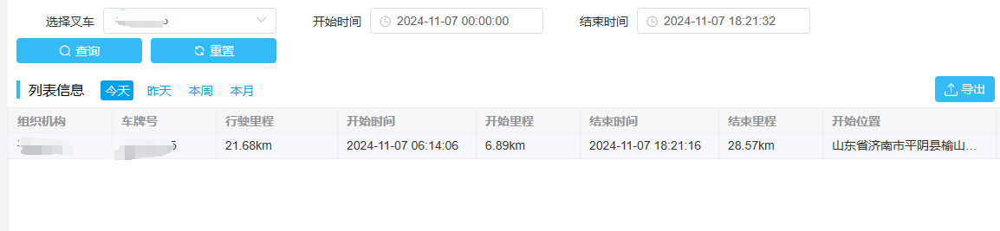 选择叉车 开始时间 2024-11-07 00:00:00 结束时间 2024-11-07 18:21:32
查询 重置
列表信息 今天 昨天 本周 本月 导出
组织机构 车牌号 行驶里程 开始时间 开始里程 结束时间 结束里程 开始位置
5 21.68km 2024-11-07 06:14:06 6.89km 2024-11-07 18:21:16 28.57km 山东省济南市平阴县榆山...